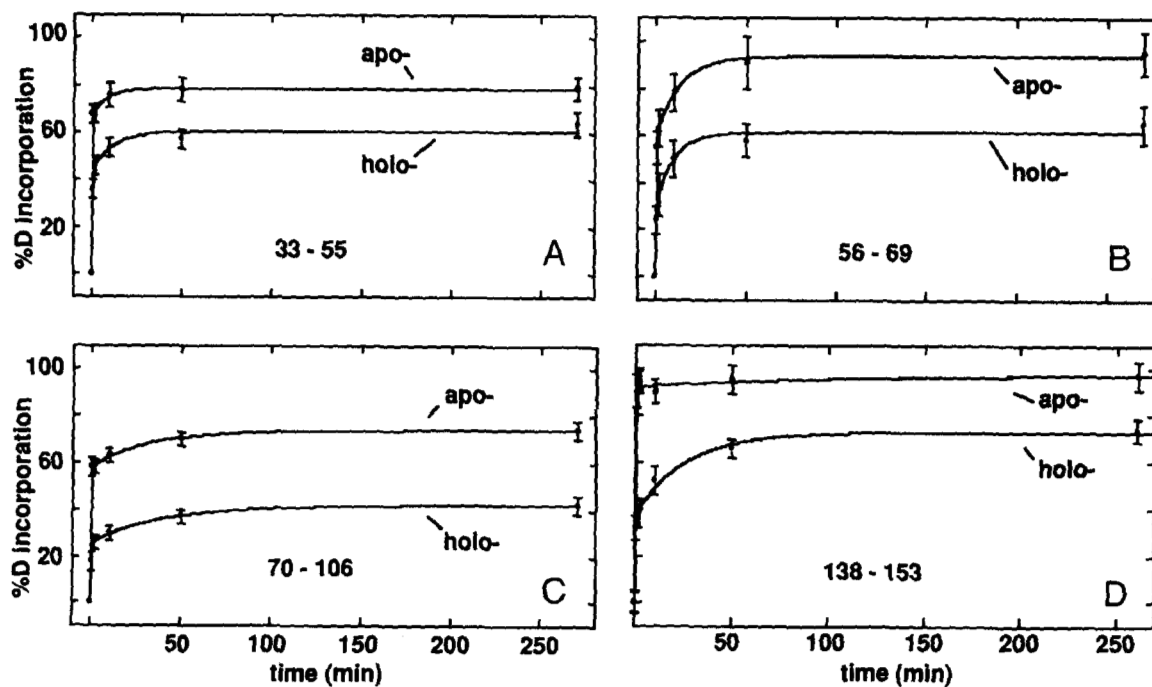 100
60
20
%D incorporation
apo-
holo-
33 - 55
A
apo-
holo-
56 - 69
B
100
60
20
%D incorporation
apo-
holo-
70 - 106
C
50 100 150 200 250
time (min)
apo-
holo-
138 - 153
D
50 100 150 200 250
time (min)